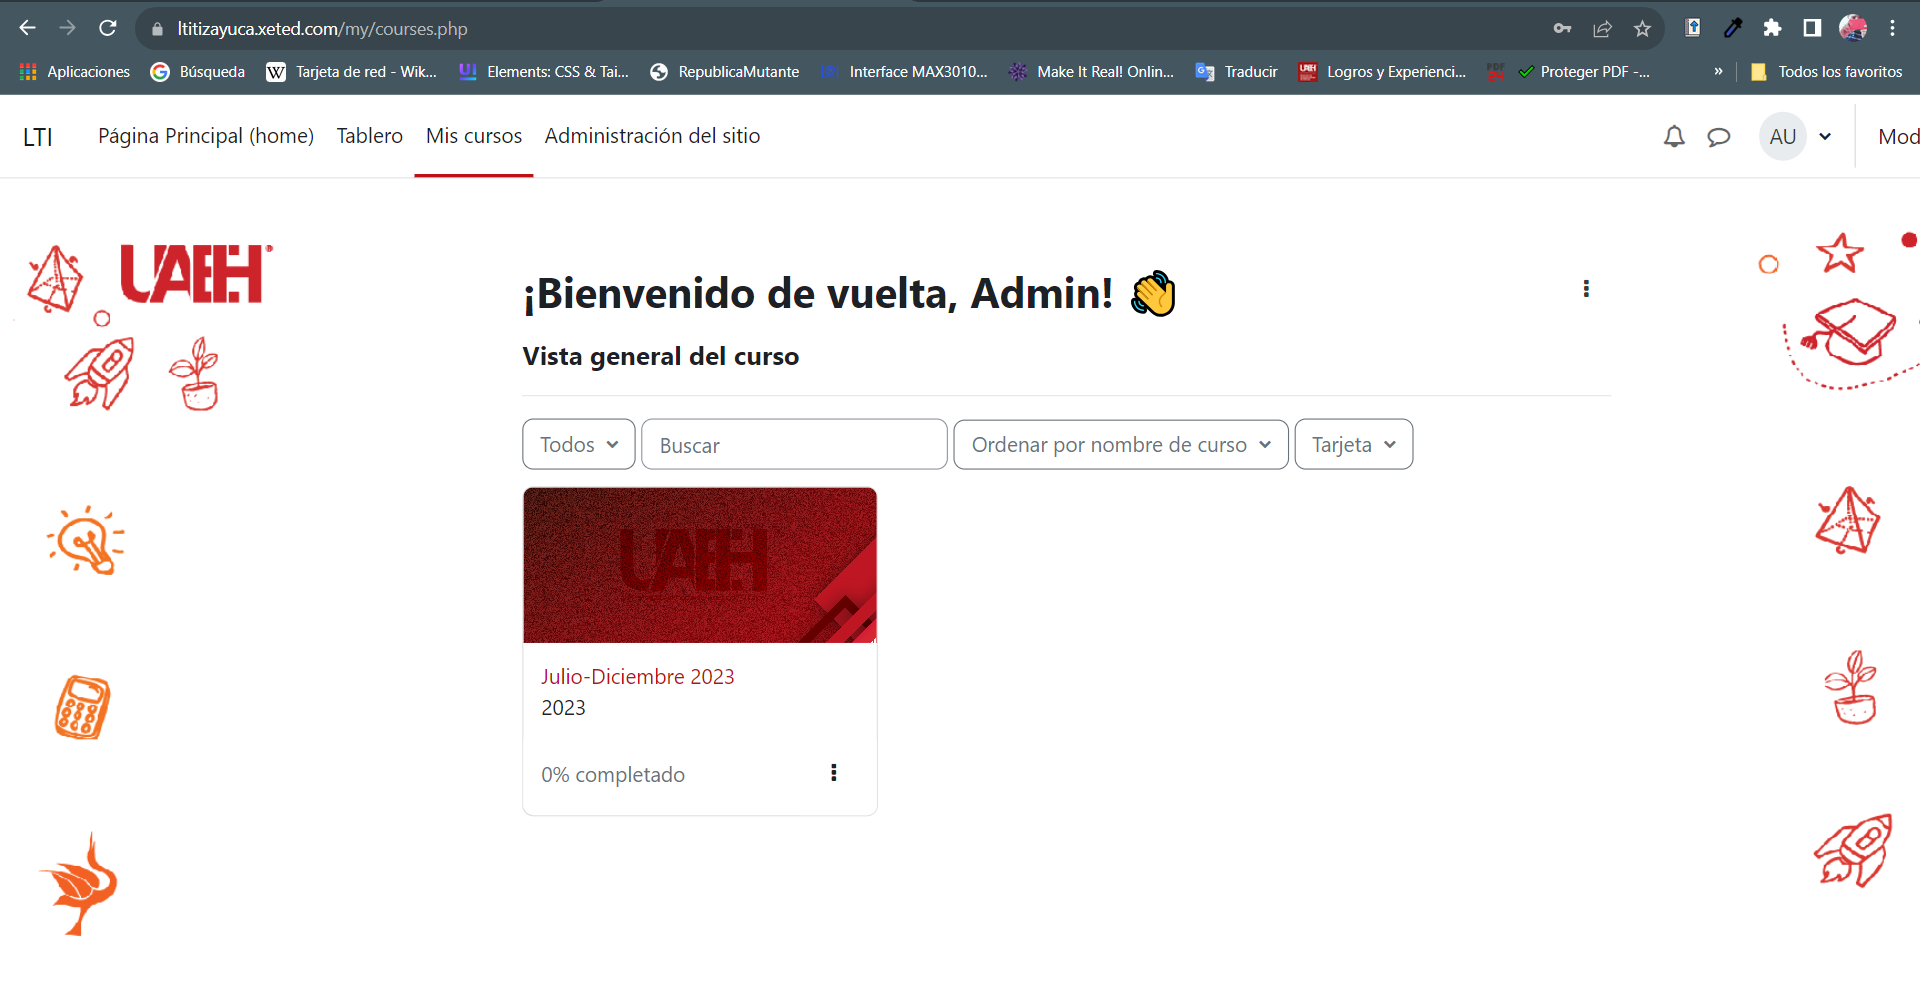 ltitizayuca.xeted.com/my/courses.php
Aplicaciones Búsqueda Tarjeta de red - Wik... Elements: CSS & Tai... RepublicaMutante Interface MAX3010... Make It Real! Onlin... Traducir Logros y Experienci... Proteger PDF -... » Todos los favoritos
LTI Página Principal (home) Tablero Mis cursos Administración del sitio AU Mod
UAEH
¡Bienvenido de vuelta, Admin! 👋
Vista general del curso
Todos Buscar Ordenar por nombre de curso Tarjeta
UAEH
Julio-Diciembre 2023
2023
0% completado